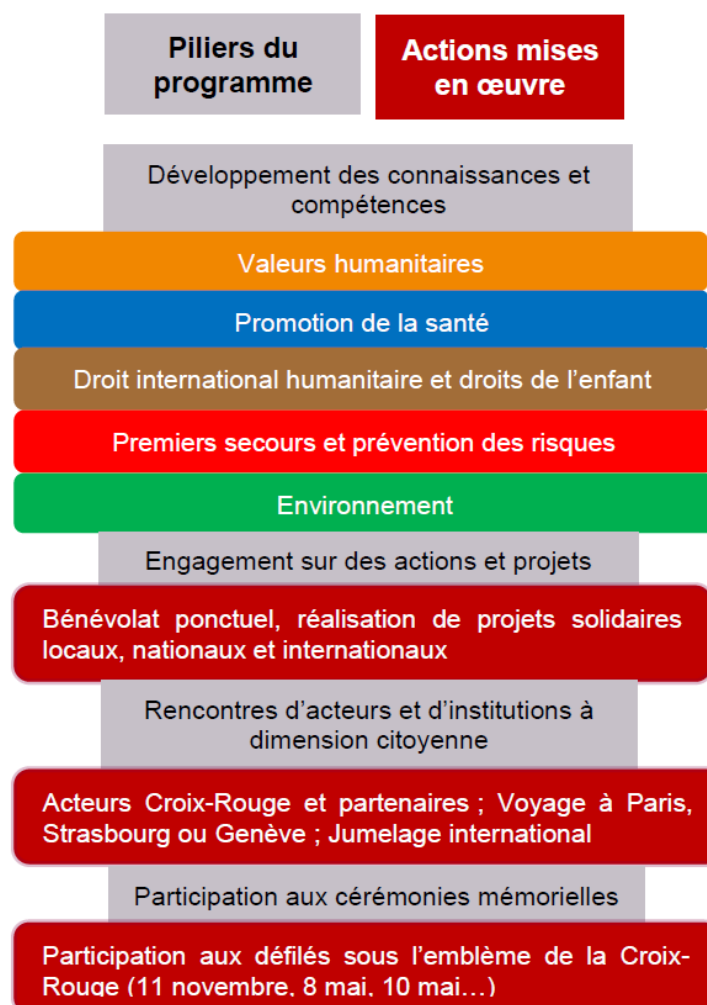 Piliers du
programme
Actions mises
en œuvre
Développement des connaissances et
compétences
Valeurs humanitaires
Promotion de la santé
Droit international humanitaire et droits de l’enfant
Premiers secours et prévention des risques
Environnement
Engagement sur des actions et projets
Bénévolat ponctuel, réalisation de projets solidaires
locaux, nationaux et internationaux
Rencontres d’acteurs et d’institutions à
dimension citoyenne
Acteurs Croix-Rouge et partenaires ; Voyage à Paris,
Strasbourg ou Genève ; Jumelage international
Participation aux cérémonies mémorielles
Participation aux défilés sous l’emblème de la Croix-
Rouge (11 novembre, 8 mai, 10 mai…)